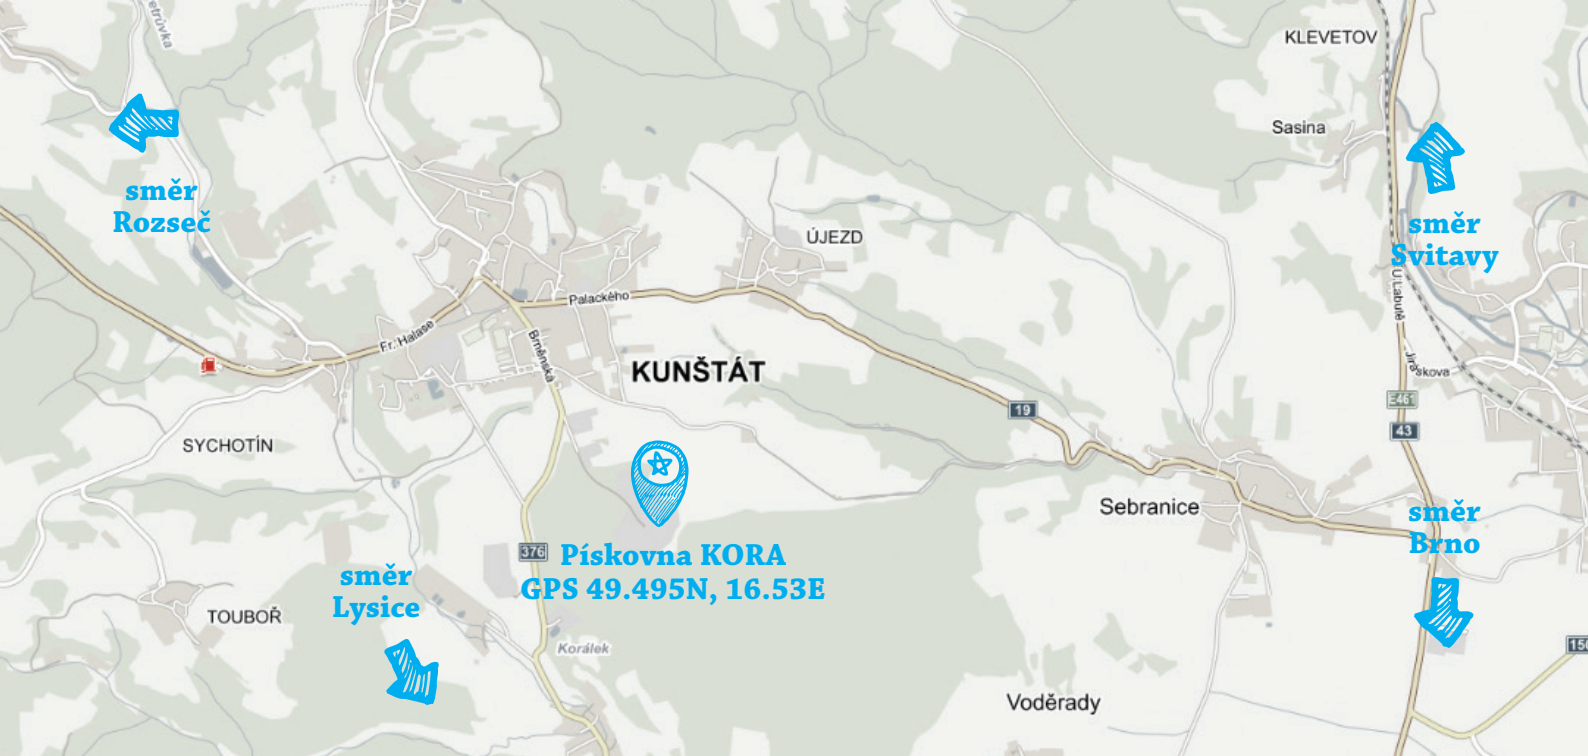 KLEVETOV
Sasina
směr
Rozseč
směr
Svitavy
ÚJEZD
Palackého
Fr. Halase
Brněnská
U Labutě
Jiráskova
KUNŠTÁT
19
E461
43
SYCHOTÍN
Sebranice
směr
Brno
376
Pískovna KORA
GPS 49.495N, 16.53E
směr
Lysice
TOUBOŘ
Korálek
Voděrady